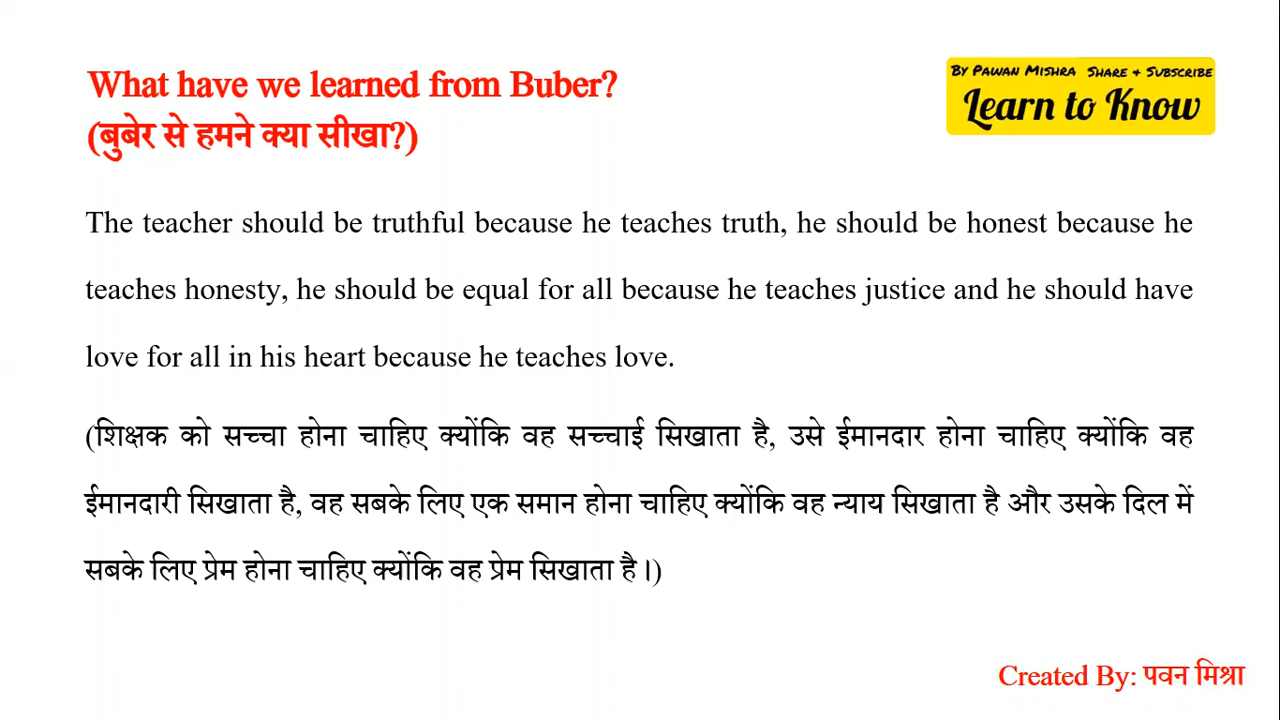 What have we learned from Buber?
(बुबेर से हमने क्या सीखा?)
By Pawan Mishra Share & Subscribe
Learn to Know
The teacher should be truthful because he teaches truth, he should be honest because he
teaches honesty, he should be equal for all because he teaches justice and he should have
love for all in his heart because he teaches love.
(शिक्षक को सच्चा होना चाहिए क्योंकि वह सच्चाई सिखाता है, उसे ईमानदार होना चाहिए क्योंकि वह
ईमानदारी सिखाता है, वह सबके लिए एक समान होना चाहिए क्योंकि वह न्याय सिखाता है और उसके दिल में
सबके लिए प्रेम होना चाहिए क्योंकि वह प्रेम सिखाता है।)
Created By: पवन मिश्रा